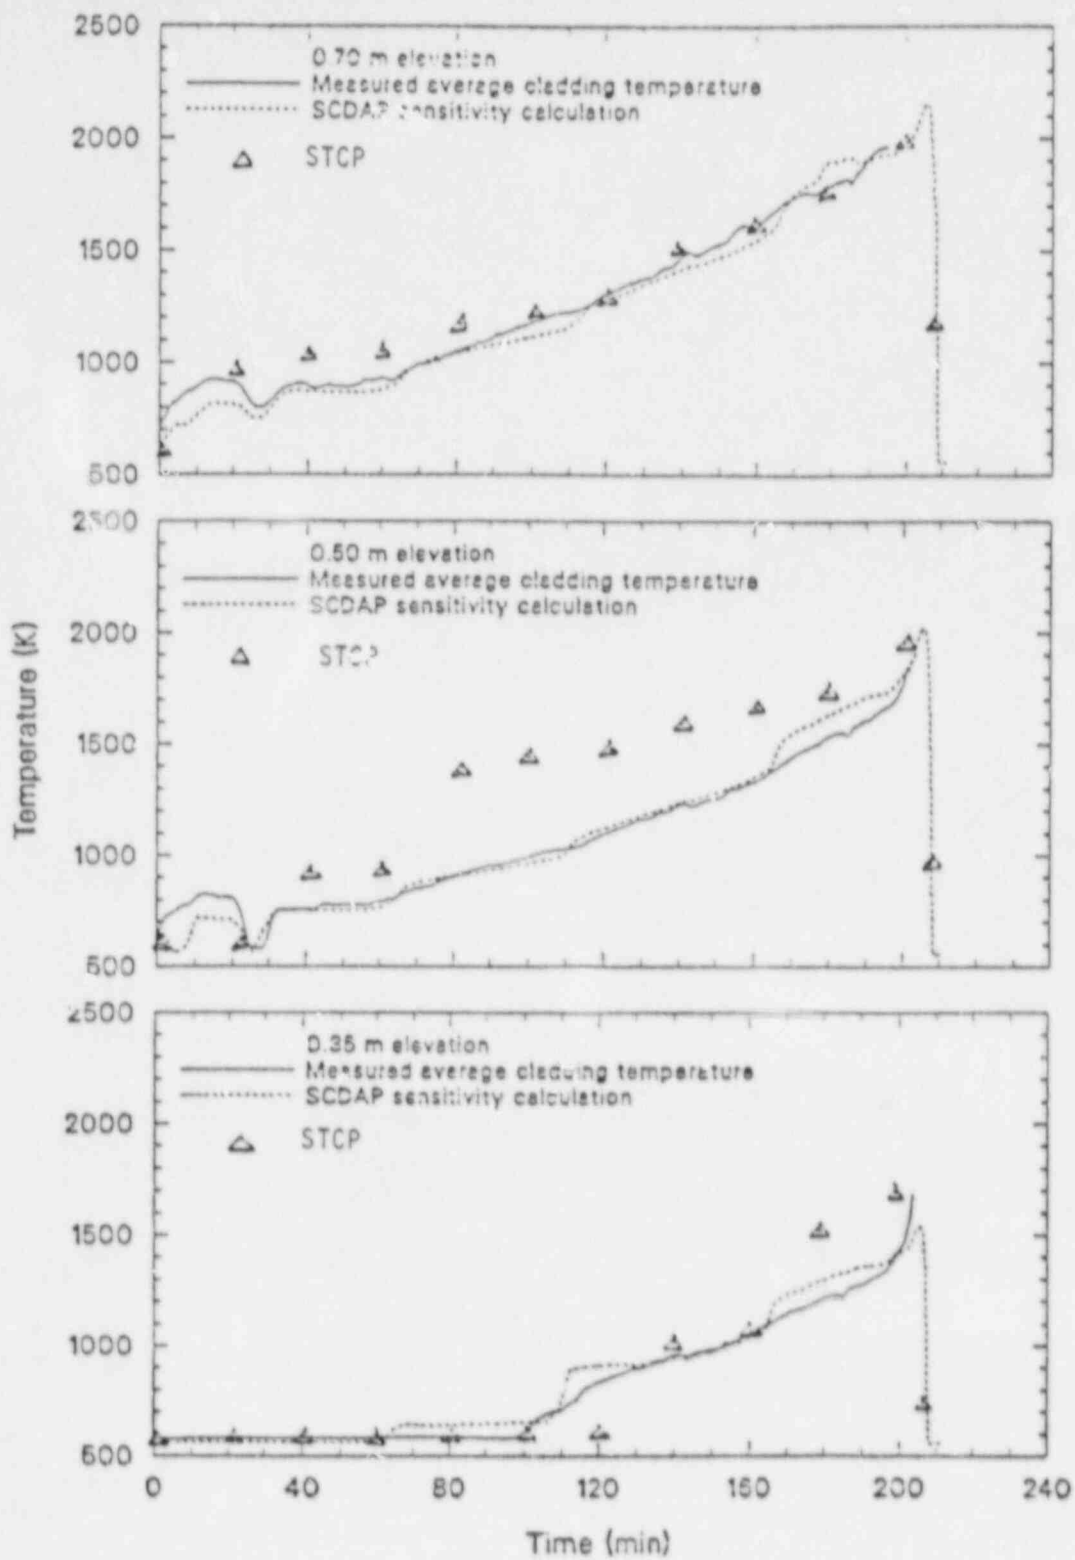 2500
0.70 m elevation
Measured average cladding temperature
SCDAP sensitivity calculation
STCP
2000
1500
1000
500
2500
0.50 m elevation
Measured average cladding temperature
SCDAP sensitivity calculation
STCP
2000
1500
1000
500
Temperature (K)
2500
0.35 m elevation
Measured average cladding temperature
SCDAP sensitivity calculation
STCP
2000
1500
1000
500
0 40 80 120 160 200 240
Time (min)